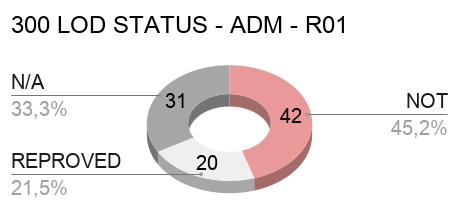 300 LOD STATUS - ADM - R01
N/A
33,3%
31
42
NOT
45,2%
REPROVED
21,5%
20